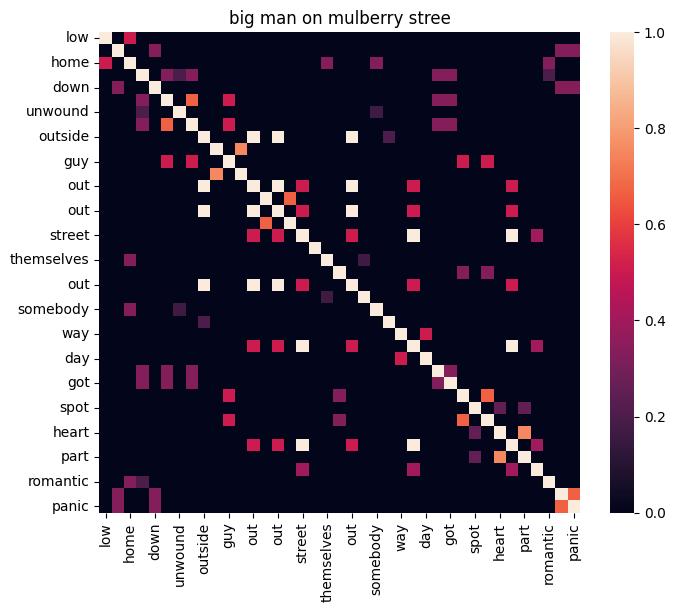 big man on mulberry stree
low
home
down
unwound
outside
guy
out
out
street
themselves
out
somebody
way
day
got
spot
heart
part
romantic
panic
1.0
0.8
0.6
0.4
0.2
0.0
low
home
down
unwound
outside
guy
out
out
street
themselves
out
somebody
way
day
got
spot
heart
part
romantic
panic